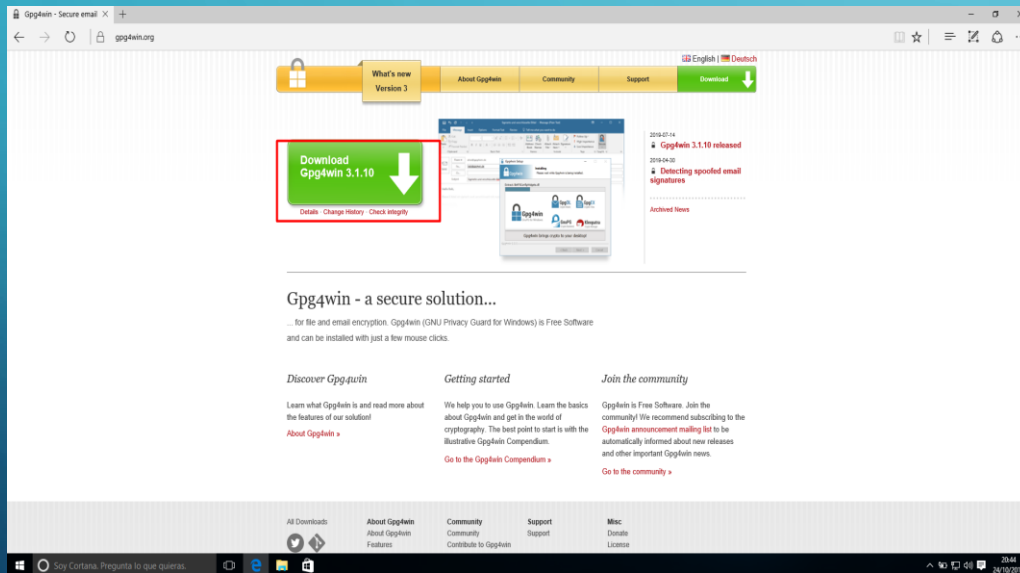 Gpg4win - Secure email
gpg4win.org
English | Deutsch
What's new
Version 3
About Gpg4win
Community
Support
Download
Download
Gpg4win 3.1.10
Details · Change History · Check integrity
2019-07-14
Gpg4win 3.1.10 released
2019-04-30
Detecting spoofed email
signatures
Archived News
Gpg4win
Gpg4win - a secure solution...
... for file and email encryption. Gpg4win (GNU Privacy Guard for Windows) is Free Software
and can be installed with just a few mouse clicks.
Discover Gpg4win
Learn what Gpg4win is and read more about
the features of our solution!
About Gpg4win »
Getting started
We help you to use Gpg4win. Learn the basics
about Gpg4win and get in the world of
cryptography. The best point to start is with the
illustrative Gpg4win Compendium.
Go to the Gpg4win Compendium »
Join the community
Gpg4win is Free Software. Join the
community! We recommend subscribing to the
Gpg4win announcement mailing list to be
automatically informed about new releases
and other important Gpg4win news.
Go to the community »
All Downloads
About Gpg4win
About Gpg4win
Features
Community
Community
Contribute to Gpg4win
Support
Support
Misc
Donate
License
Soy Cortana. Pregunta lo que quieras.
20:44